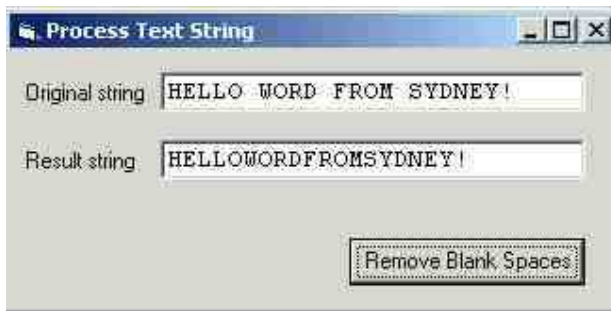 Process Text String
Original string HELLO WORD FROM SYDNEY!
Result string HELLOWORDFROMSYDNEY!
Remove Blank Spaces